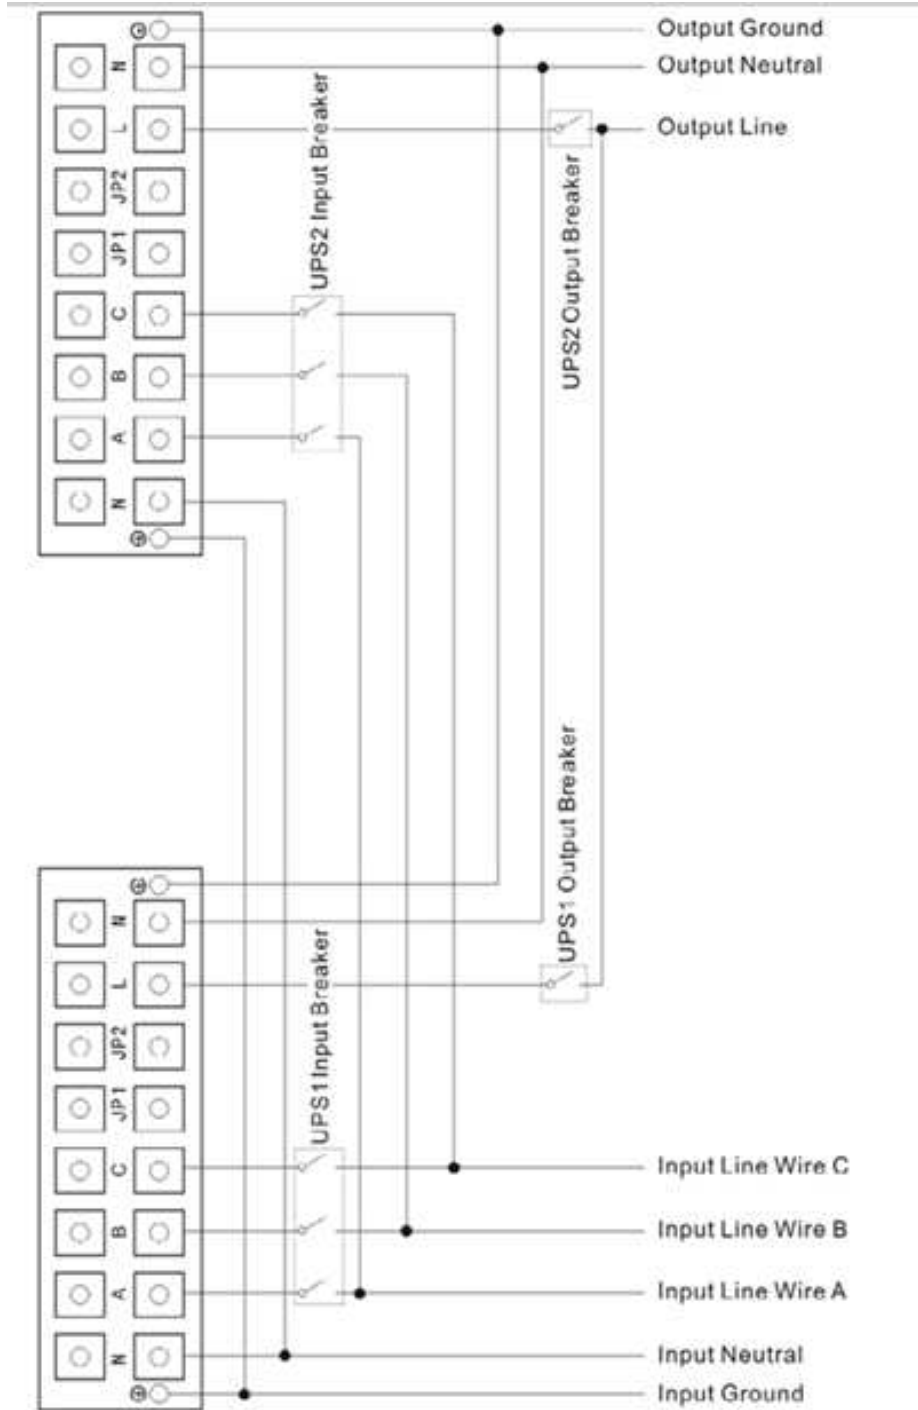 Output Ground
N
Output Neutral
L
Output Line
JP2
JP1
C
B
A
N
UPS2 Input Breaker
UPS2 Output Breaker
UPS1 Output Breaker
N
L
JP2
JP1
UPS1 Input Breaker
C
Input Line Wire C
B
Input Line Wire B
A
Input Line Wire A
N
Input Neutral
Input Ground